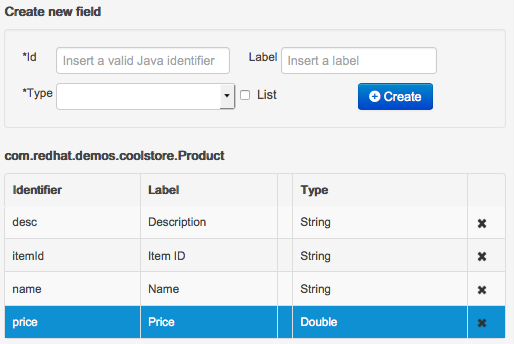 Create new field
*Id Insert a valid Java identifier Label Insert a label
*Type List Create
com.redhat.demos.coolstore.Product
Identifier Label Type
desc Description String
itemId Item ID String
name Name String
price Price Double